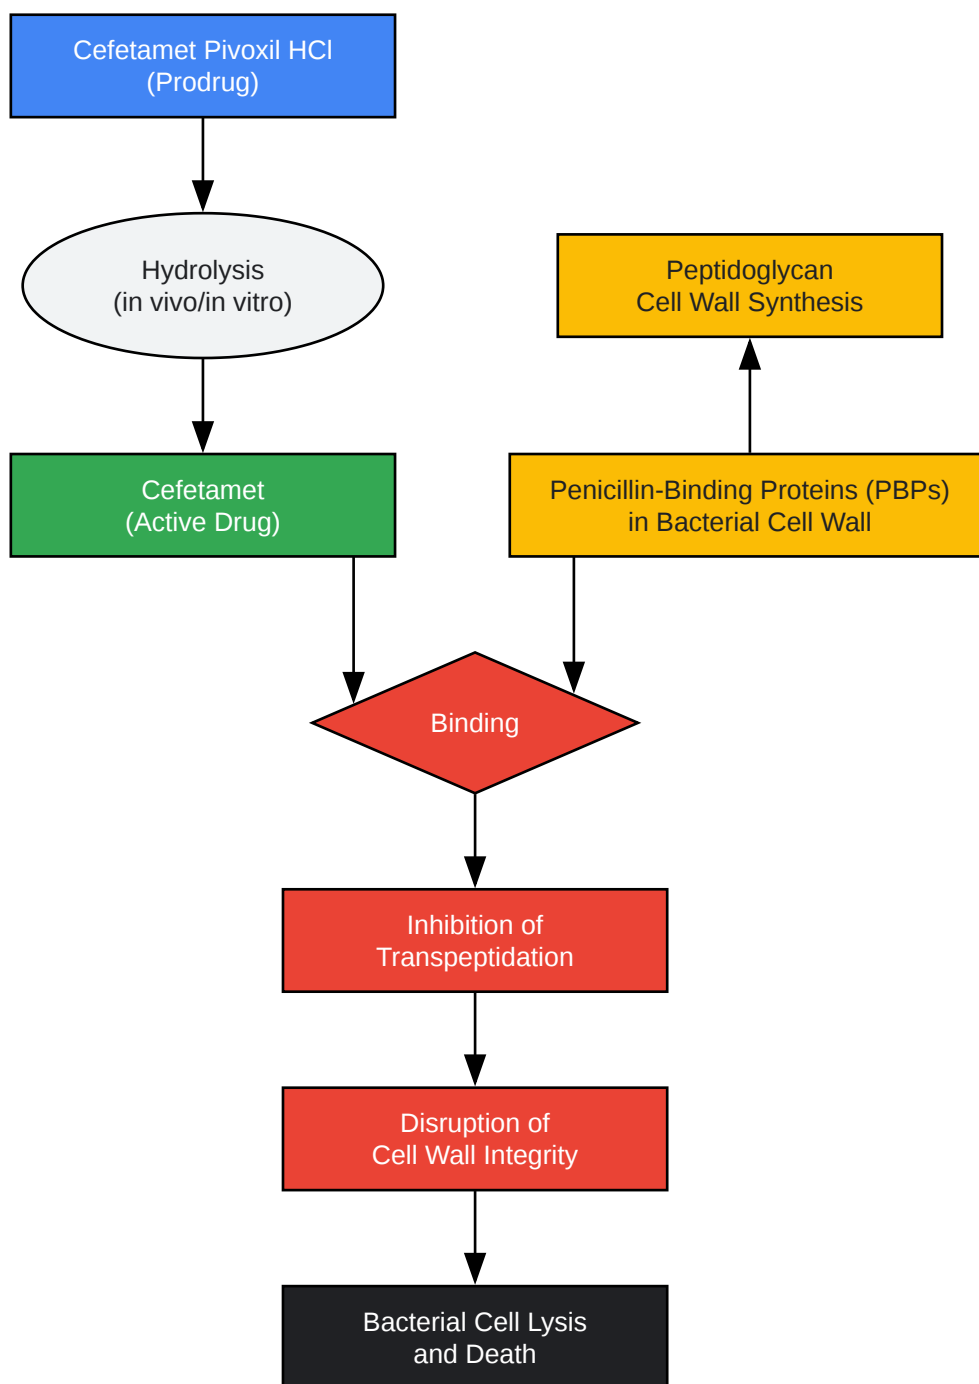 Cefetamet Pivoxil HCl
(Prodrug)
Hydrolysis
(in vivo/in vitro)
Peptidoglycan
Cell Wall Synthesis
Cefetamet
(Active Drug)
Penicillin-Binding Proteins (PBPs)
in Bacterial Cell Wall
Binding
Inhibition of
Transpeptidation
Disruption of
Cell Wall Integrity
Bacterial Cell Lysis
and Death